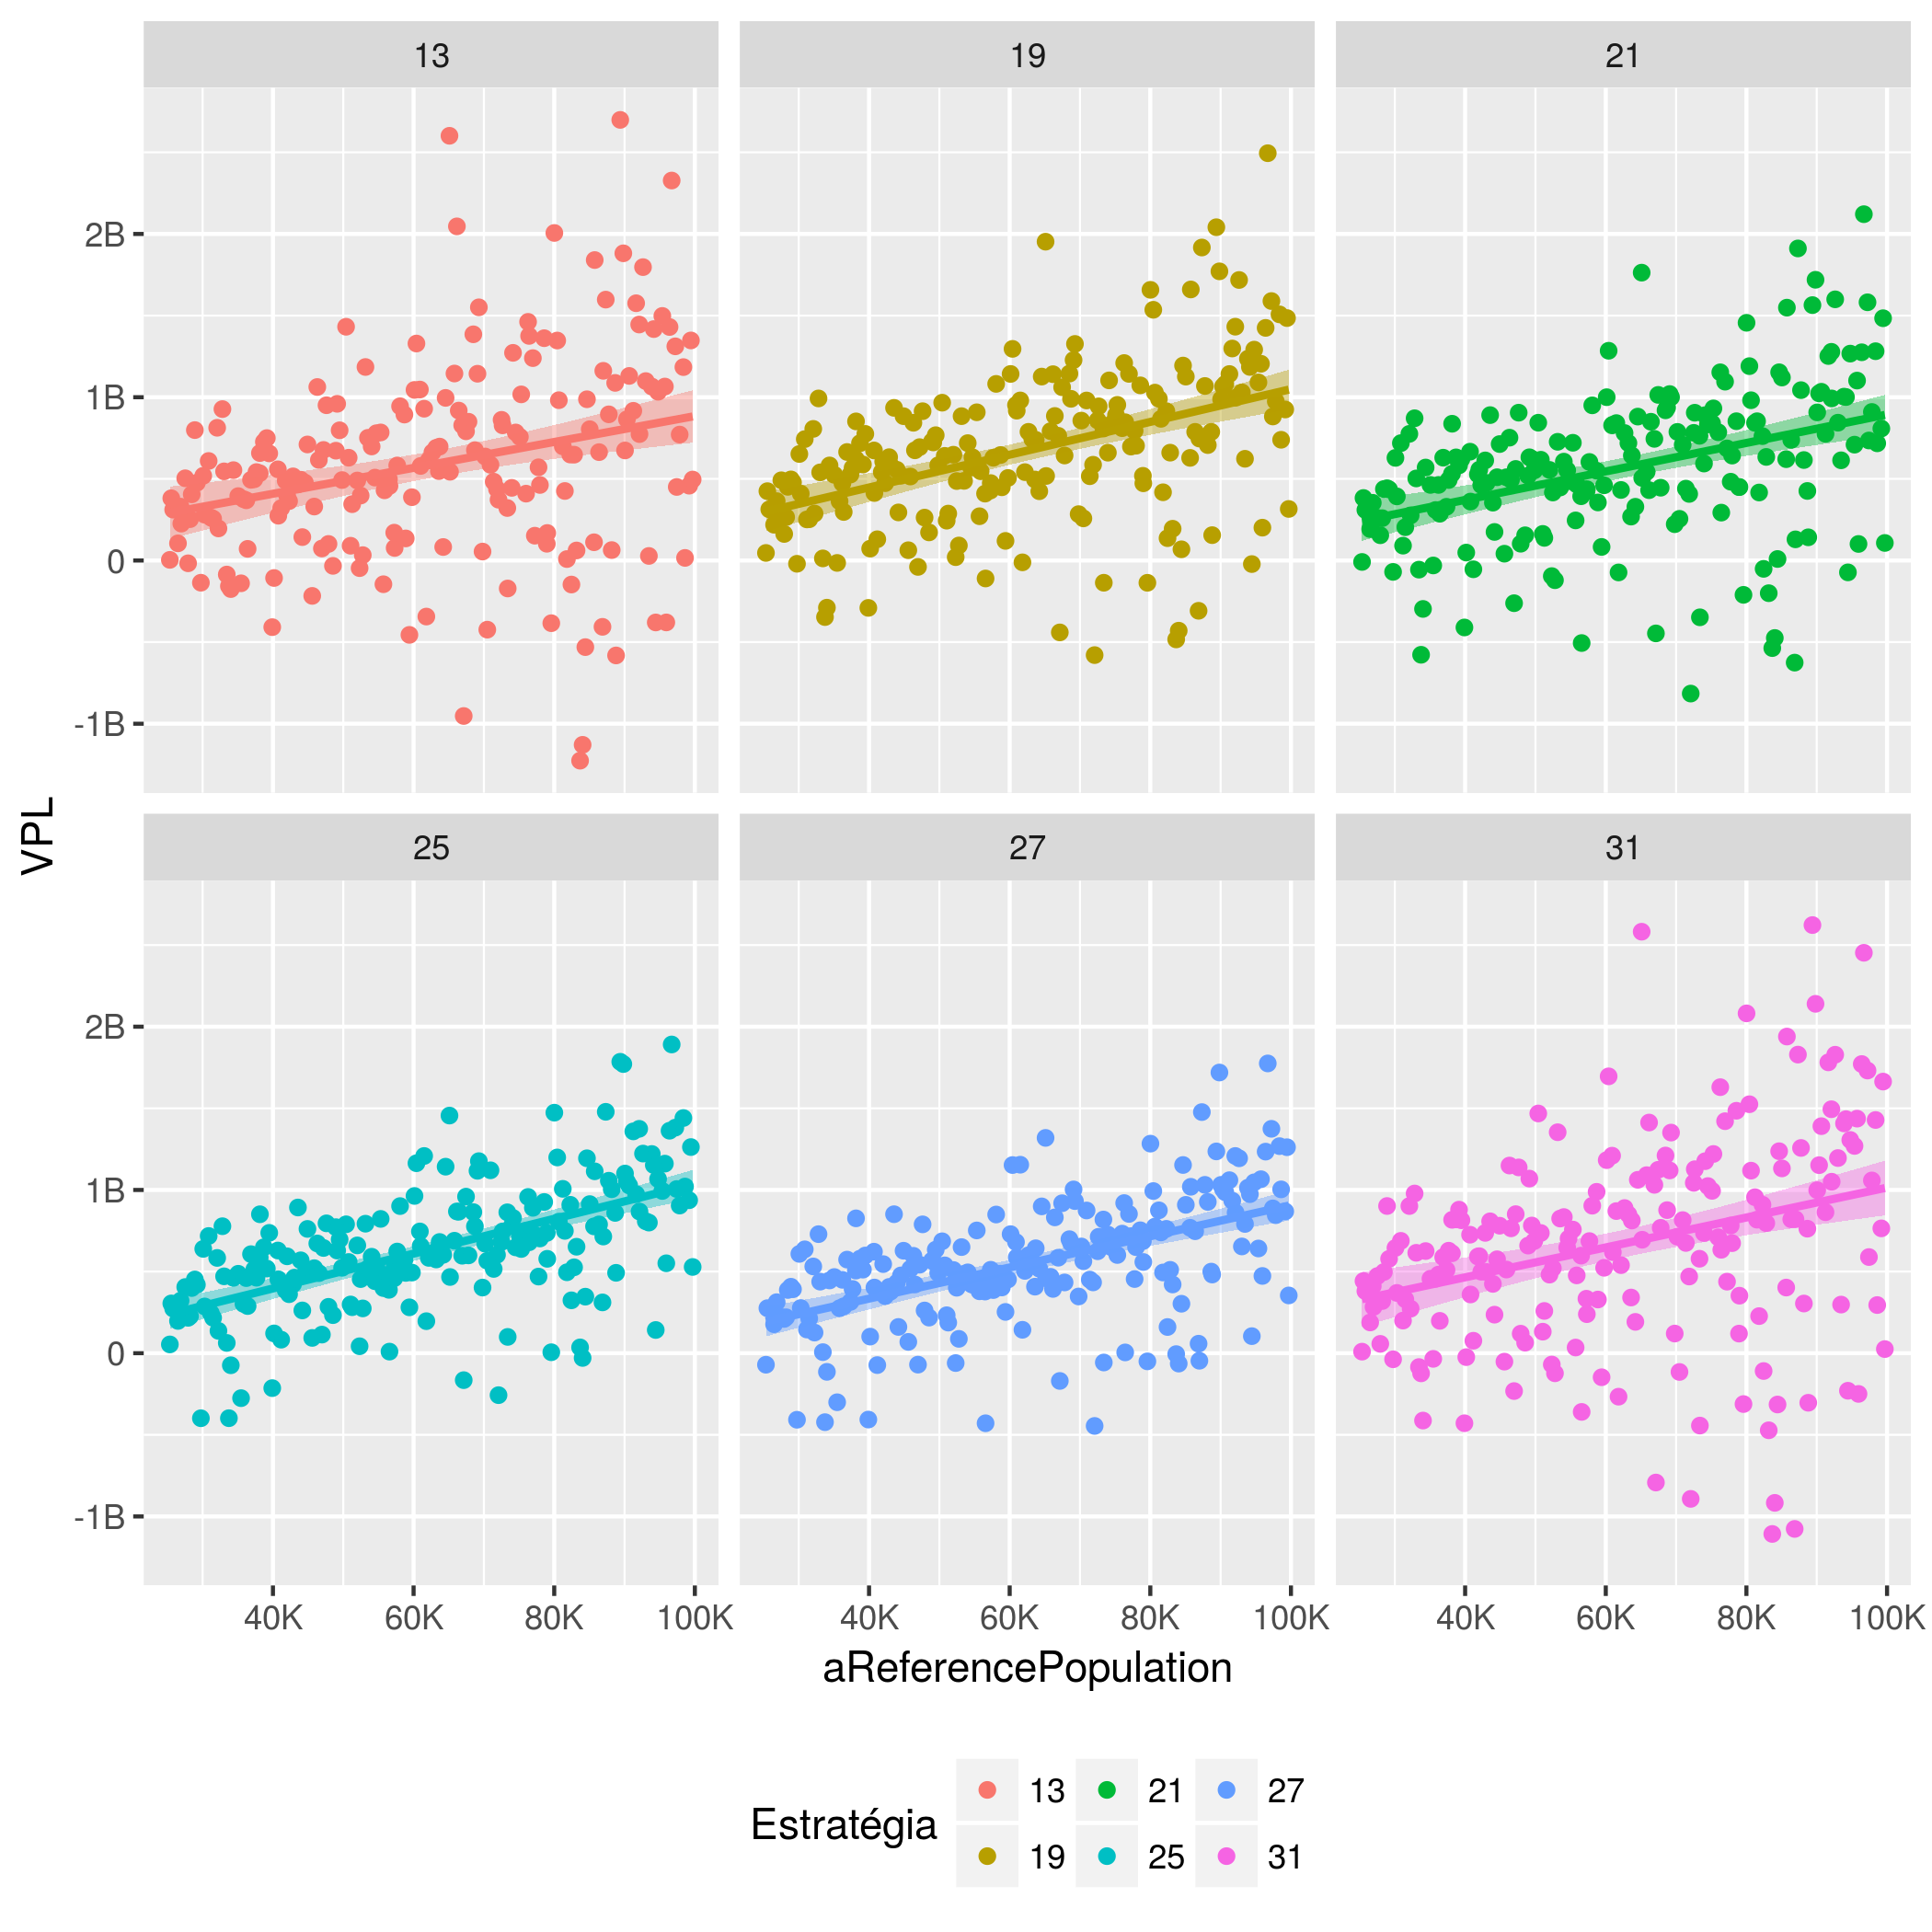 13 19 21
2B
1B
0
-1B
VPL
25 27 31
2B
1B
0
-1B
40K 60K 80K 100K 40K 60K 80K 100K 40K 60K 80K 100K
aReferencePopulation
Estratégia
13 21 27
19 25 31